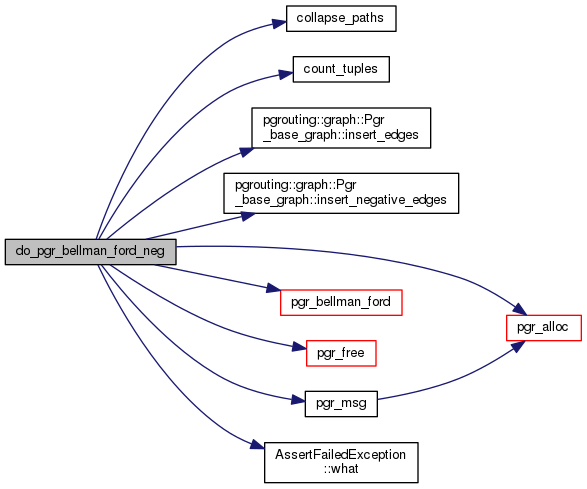 collapse_paths
count_tuples
pgrouting::graph::Pgr
_base_graph::insert_edges
pgrouting::graph::Pgr
_base_graph::insert_negative_edges
do_pgr_bellman_ford_neg
pgr_bellman_ford
pgr_alloc
pgr_free
pgr_msg
AssertFailedException
::what